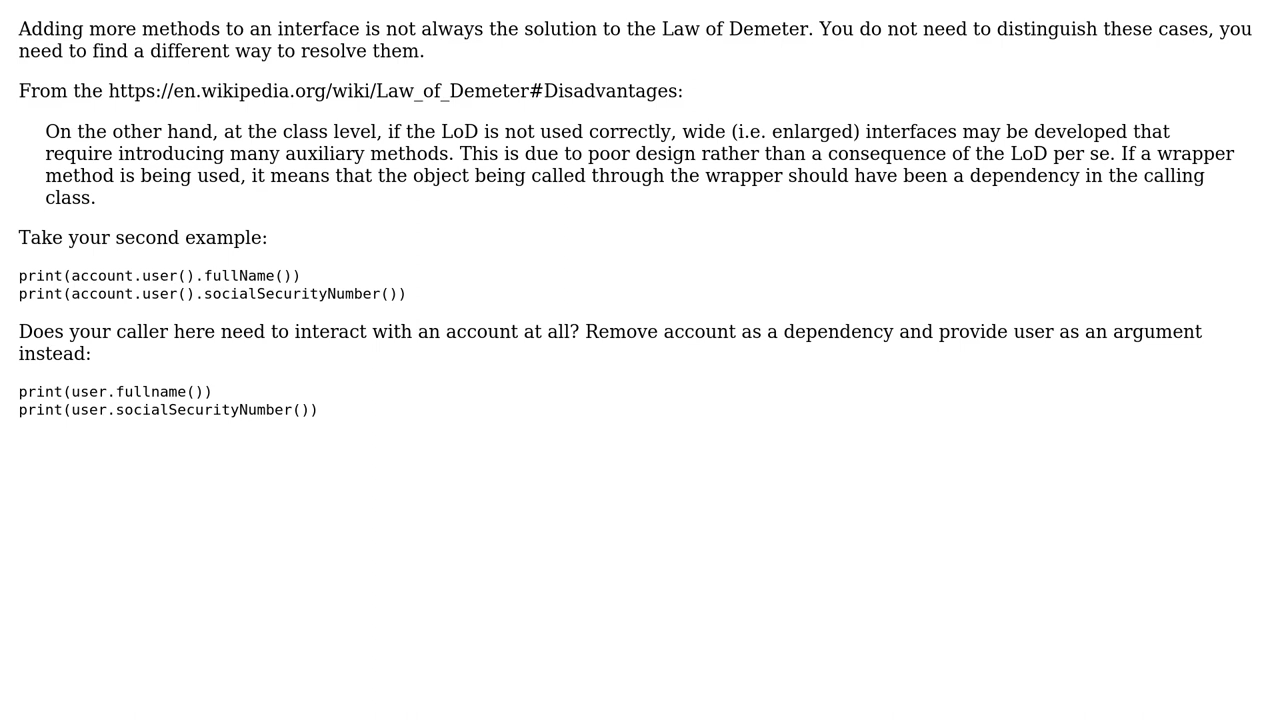 Adding more methods to an interface is not always the solution to the Law of Demeter. You do not need to distinguish these cases, you
need to find a different way to resolve them.
From the https://en.wikipedia.org/wiki/Law_of_Demeter#Disadvantages:
On the other hand, at the class level, if the LoD is not used correctly, wide (i.e. enlarged) interfaces may be developed that
require introducing many auxiliary methods. This is due to poor design rather than a consequence of the LoD per se. If a wrapper
method is being used, it means that the object being called through the wrapper should have been a dependency in the calling
class.
Take your second example:
print(account.user().fullName())
print(account.user().socialSecurityNumber())
Does your caller here need to interact with an account at all? Remove account as a dependency and provide user as an argument
instead:
print(user.fullname())
print(user.socialSecurityNumber())